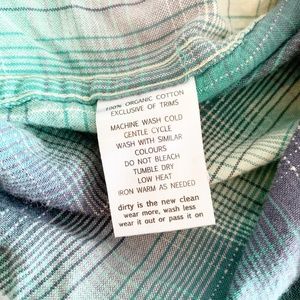 100% ORGANIC COTTON
EXCLUSIVE OF TRIMS
MACHINE WASH COLD
GENTLE CYCLE
WASH WITH SIMILAR
COLOURS
DO NOT BLEACH
TUMBLE DRY
LOW HEAT
IRON WARM AS NEEDED
dirty is the new clean
wear more, wash less
wear it out or pass it on